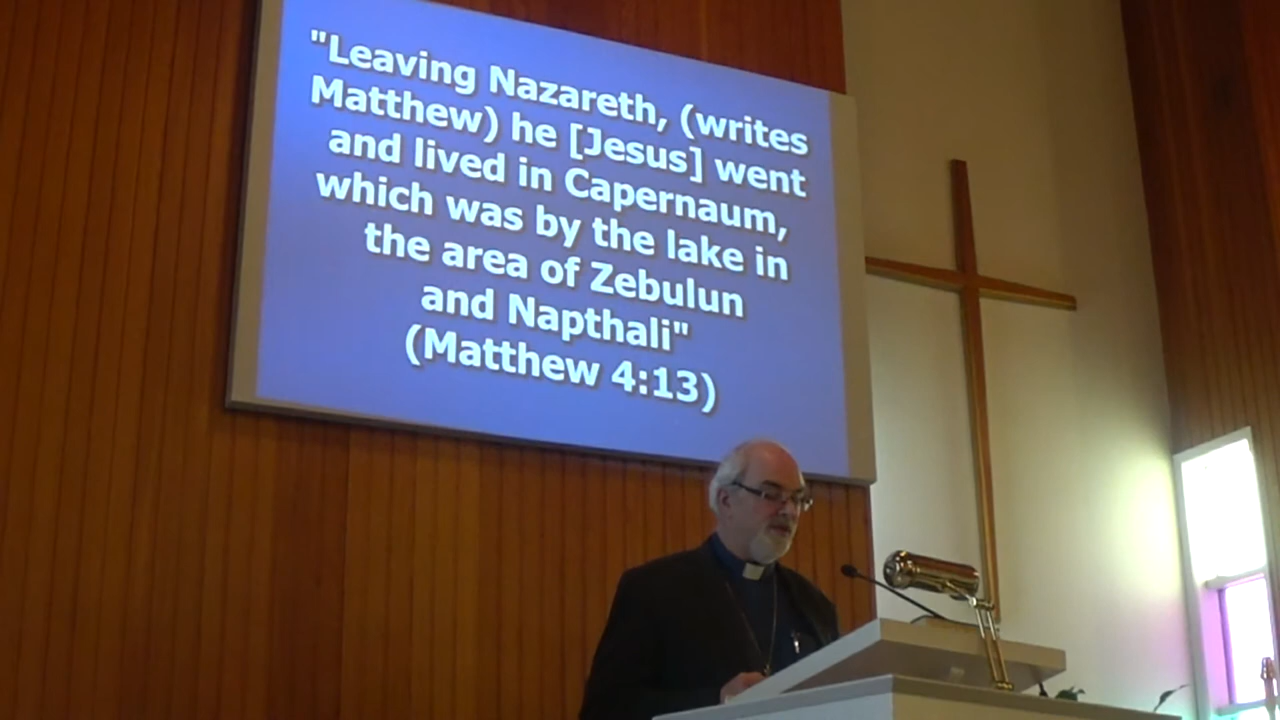 "Leaving Nazareth, (writes
Matthew) he [Jesus] went
and lived in Capernaum,
which was by the lake in
the area of Zebulun
and Napthali"
(Matthew 4:13)